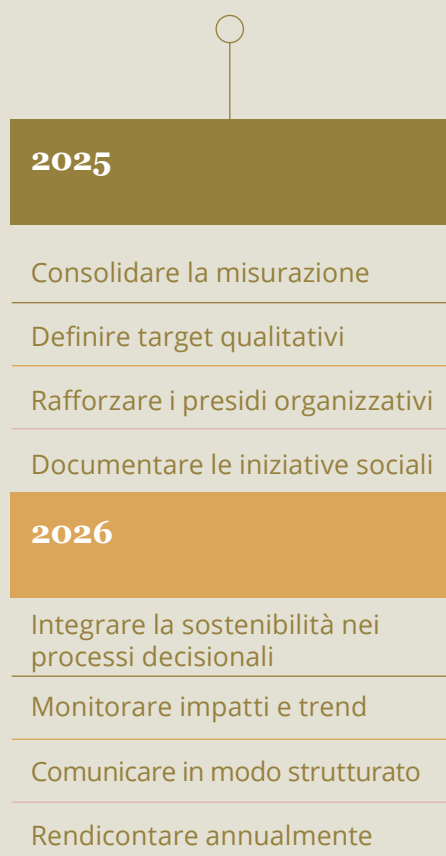 2025
Consolidare la misurazione
Definire target qualitativi
Rafforzare i presidi organizzativi
Documentare le iniziative sociali
2026
Integrare la sostenibilità nei
processi decisionali
Monitorare impatti e trend
Comunicare in modo strutturato
Rendicontare annualmente